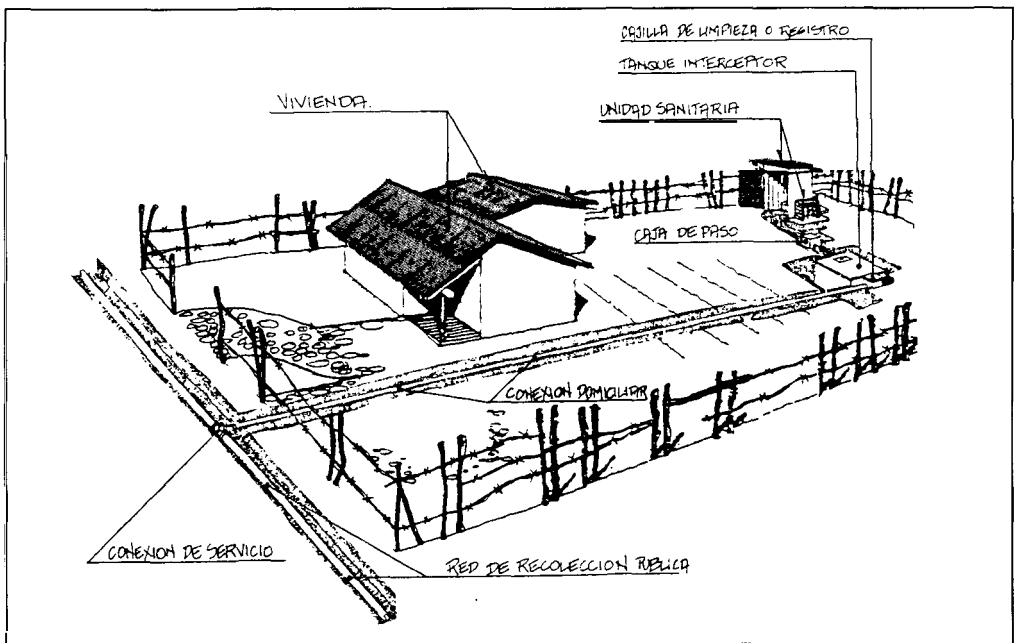 CAJILLA DE LIMPIEZA O REGISTRO
TANQUE INTERCEPTOR
VIVIENDA.
UNIDAD SANITARIA
CAJA DE PASO
CONEXION DOMICILIAR
CONEXION DE SERVICIO
RED DE RECOLECCION PUBLICA